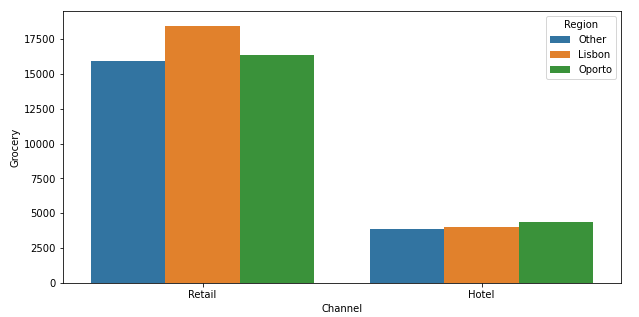 Region
Other
Lisbon
Oporto
17500
15000
12500
10000
7500
5000
2500
0
Grocery
Retail
Hotel
Channel